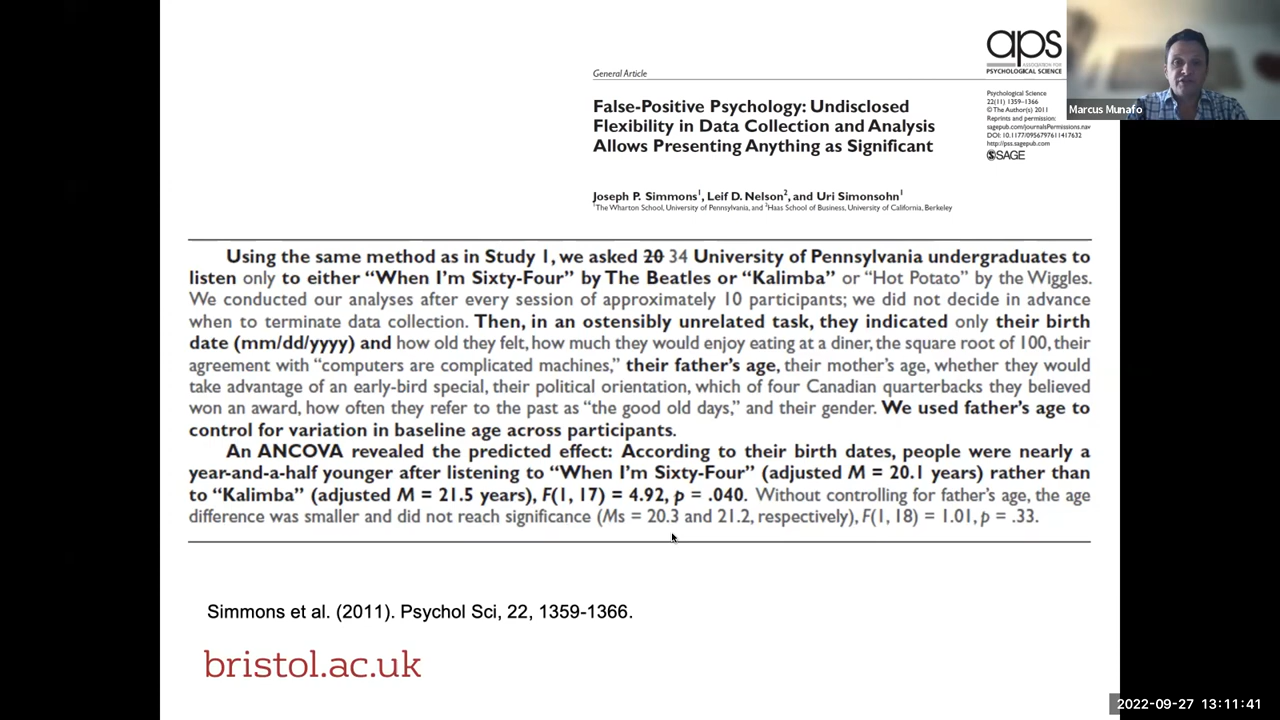 aps
ASSOCIATION FOR
PSYCHOLOGICAL SCIENCE
Marcus Munafo
General Article
False-Positive Psychology: Undisclosed
Flexibility in Data Collection and Analysis
Allows Presenting Anything as Significant
Psychological Science
22(11) 1359–1366
© The Author(s) 2011
Reprints and permission:
sagepub.com/journalsPermissions.nav
DOI: 10.1177/0956797611417632
http://pss.sagepub.com
SAGE
Joseph P. Simmons1, Leif D. Nelson2, and Uri Simonsohn1
1The Wharton School, University of Pennsylvania, and 2Haas School of Business, University of California, Berkeley
Using the same method as in Study 1, we asked 20 34 University of Pennsylvania undergraduates to
listen only to either “When I’m Sixty-Four” by The Beatles or “Kalimba” or “Hot Potato” by the Wiggles.
We conducted our analyses after every session of approximately 10 participants; we did not decide in advance
when to terminate data collection. Then, in an ostensibly unrelated task, they indicated only their birth
date (mm/dd/yyyy) and how old they felt, how much they would enjoy eating at a diner, the square root of 100, their
agreement with “computers are complicated machines,” their father’s age, their mother’s age, whether they would
take advantage of an early-bird special, their political orientation, which of four Canadian quarterbacks they believed
won an award, how often they refer to the past as “the good old days,” and their gender. We used father’s age to
control for variation in baseline age across participants.
An ANCOVA revealed the predicted effect: According to their birth dates, people were nearly a
year-and-a-half younger after listening to “When I’m Sixty-Four” (adjusted M = 20.1 years) rather than
to “Kalimba” (adjusted M = 21.5 years), F(1, 17) = 4.92, p = .040. Without controlling for father’s age, the age
difference was smaller and did not reach significance (Ms = 20.3 and 21.2, respectively), F(1, 18) = 1.01, p = .33.
Simmons et al. (2011). Psychol Sci, 22, 1359-1366.
bristol.ac.uk
2022-09-27 13:11:41